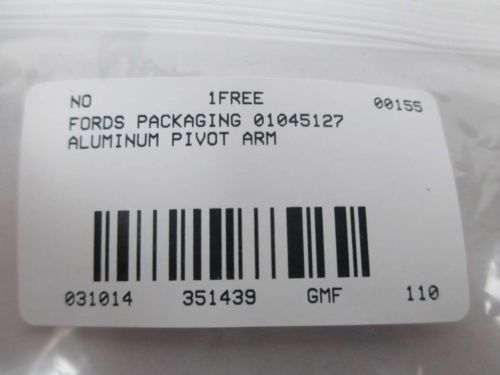 NO 1FREE 00155
FORDS PACKAGING 01045127
ALUMINUM PIVOT ARM
031014 351439 GMF 110